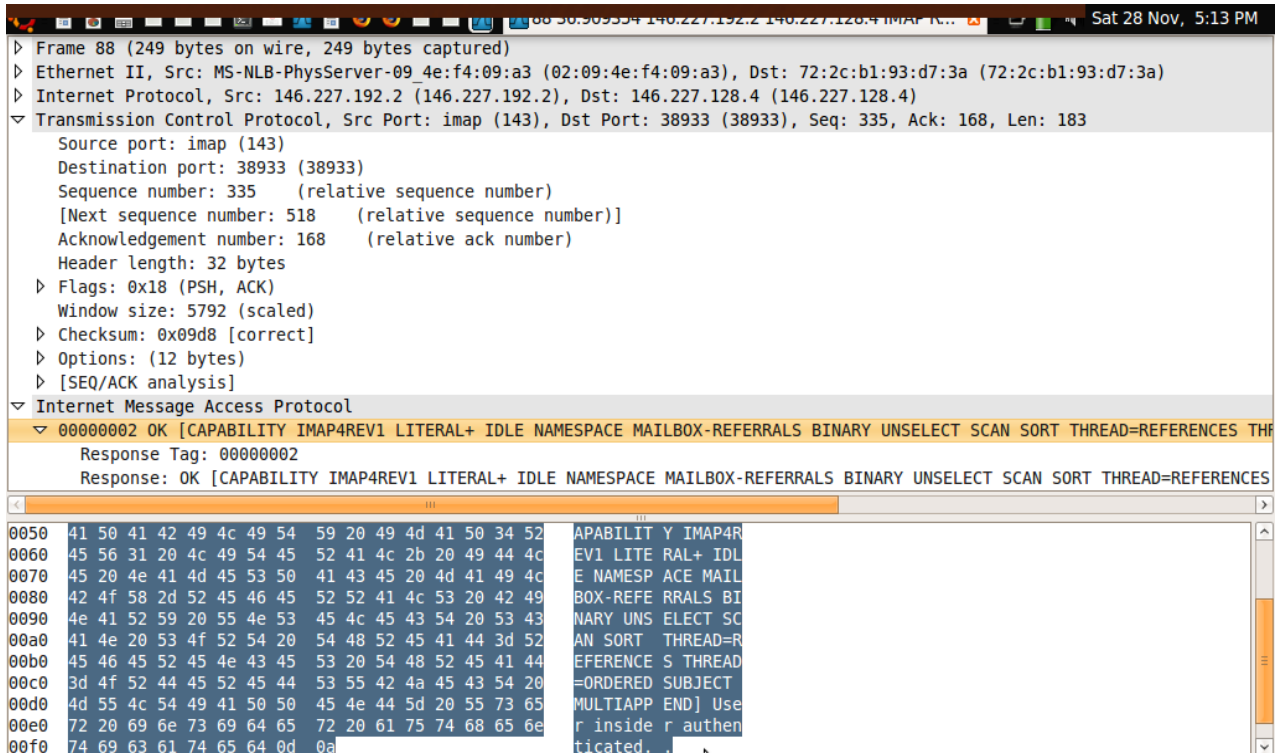 88 36.909354 146.227.192.2 146.227.128.4 IMAP R... Sat 28 Nov, 5:13 PM
Frame 88 (249 bytes on wire, 249 bytes captured)
Ethernet II, Src: MS-NLB-PhysServer-09_4e:f4:09:a3 (02:09:4e:f4:09:a3), Dst: 72:2c:b1:93:d7:3a (72:2c:b1:93:d7:3a)
Internet Protocol, Src: 146.227.192.2 (146.227.192.2), Dst: 146.227.128.4 (146.227.128.4)
Transmission Control Protocol, Src Port: imap (143), Dst Port: 38933 (38933), Seq: 335, Ack: 168, Len: 183
Source port: imap (143)
Destination port: 38933 (38933)
Sequence number: 335 (relative sequence number)
[Next sequence number: 518 (relative sequence number)]
Acknowledgement number: 168 (relative ack number)
Header length: 32 bytes
Flags: 0x18 (PSH, ACK)
Window size: 5792 (scaled)
Checksum: 0x09d8 [correct]
Options: (12 bytes)
[SEQ/ACK analysis]
Internet Message Access Protocol
00000002 OK [CAPABILITY IMAP4REV1 LITERAL+ IDLE NAMESPACE MAILBOX-REFERRALS BINARY UNSELECT SCAN SORT THREAD=REFERENCES
Response Tag: 00000002
Response: OK [CAPABILITY IMAP4REV1 LITERAL+ IDLE NAMESPACE MAILBOX-REFERRALS BINARY UNSELECT SCAN SORT THREAD=REFERENCES
0050 41 50 41 42 49 4c 49 54 59 20 49 4d 41 50 34 52 APABILIT Y IMAP4R
0060 45 56 31 20 4c 49 54 45 52 41 4c 2b 20 49 44 4c EV1 LITE RAL+ IDL
0070 45 20 4e 41 4d 45 53 50 41 43 45 20 4d 41 49 4c E NAMESP ACE MAIL
0080 42 4f 58 2d 52 45 46 45 52 52 41 4c 53 20 42 49 BOX-REFE RRALS BI
0090 4e 41 52 59 20 55 4e 53 45 4c 45 43 54 20 53 43 NARY UNS ELECT SC
00a0 41 4e 20 53 4f 52 54 20 54 48 52 45 41 44 3d 52 AN SORT THREAD=R
00b0 45 46 45 52 45 4e 43 45 53 20 54 48 52 45 41 44 EFERENCE S THREAD
00c0 3d 4f 52 44 45 52 45 44 53 55 42 4a 45 43 54 20 =ORDERED SUBJECT
00d0 4d 55 4c 54 49 41 50 50 45 4e 44 5d 20 55 73 65 MULTIAPP END] Use
00e0 72 20 69 6e 73 69 64 65 72 20 61 75 74 68 65 6e r inside r authen
00f0 74 69 63 61 74 65 64 0d 0a ticated. .